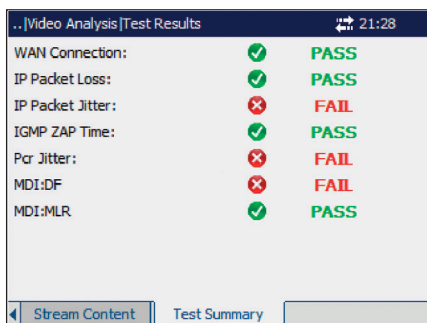 ..|Video Analysis|Test Results 21:28
WAN Connection: PASS
IP Packet Loss: PASS
IP Packet Jitter: FAIL
IGMP ZAP Time: PASS
Pcr Jitter: FAIL
MDI:DF FAIL
MDI:MLR PASS
Stream Content Test Summary